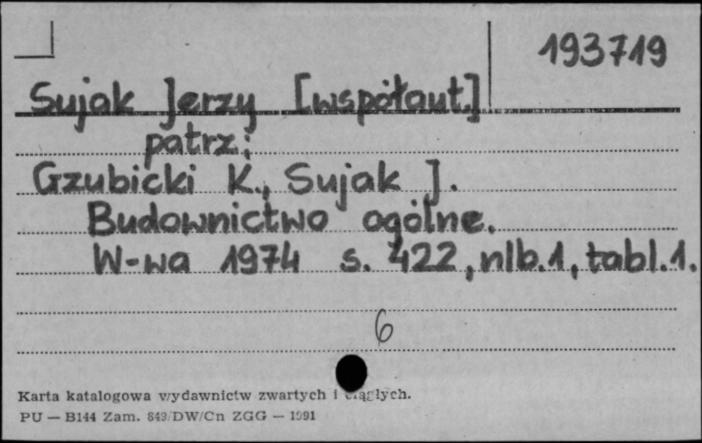 193719
Sujak Jerzy [współaut.]
patrz:
Gzubicki K., Sujak J.
Budownictwo ogólne.
W-wa 1974 s. 422, nlb.1, tabl.1.
6
Karta katalogowa wydawnictw zwartych i ciągłych.
PU — B144 Zam. 849/DW/Cn ZGG — 1991